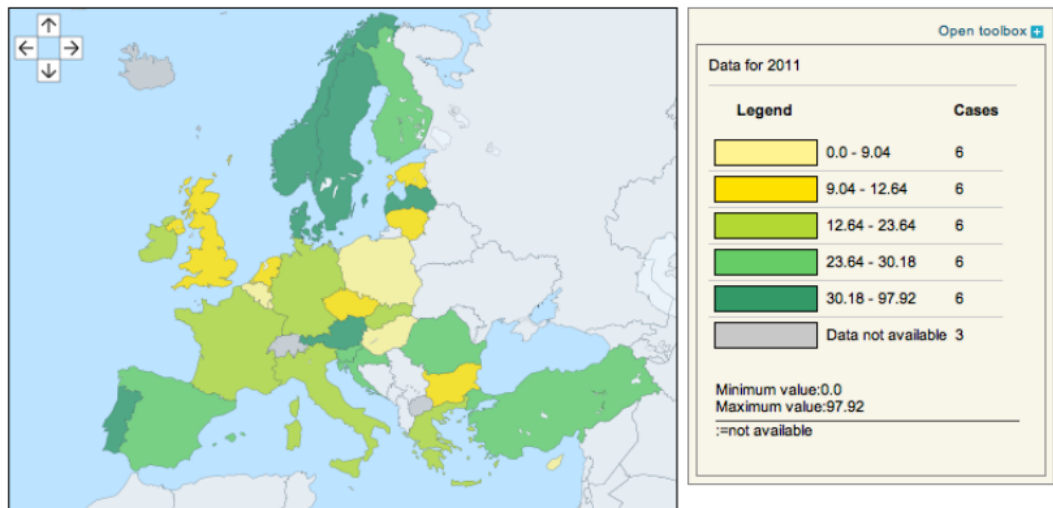 Open toolbox
Data for 2011
Legend Cases
0.0 - 9.04 6
9.04 - 12.64 6
12.64 - 23.64 6
23.64 - 30.18 6
30.18 - 97.92 6
Data not available 3
Minimum value:0.0
Maximum value:97.92
:=not available